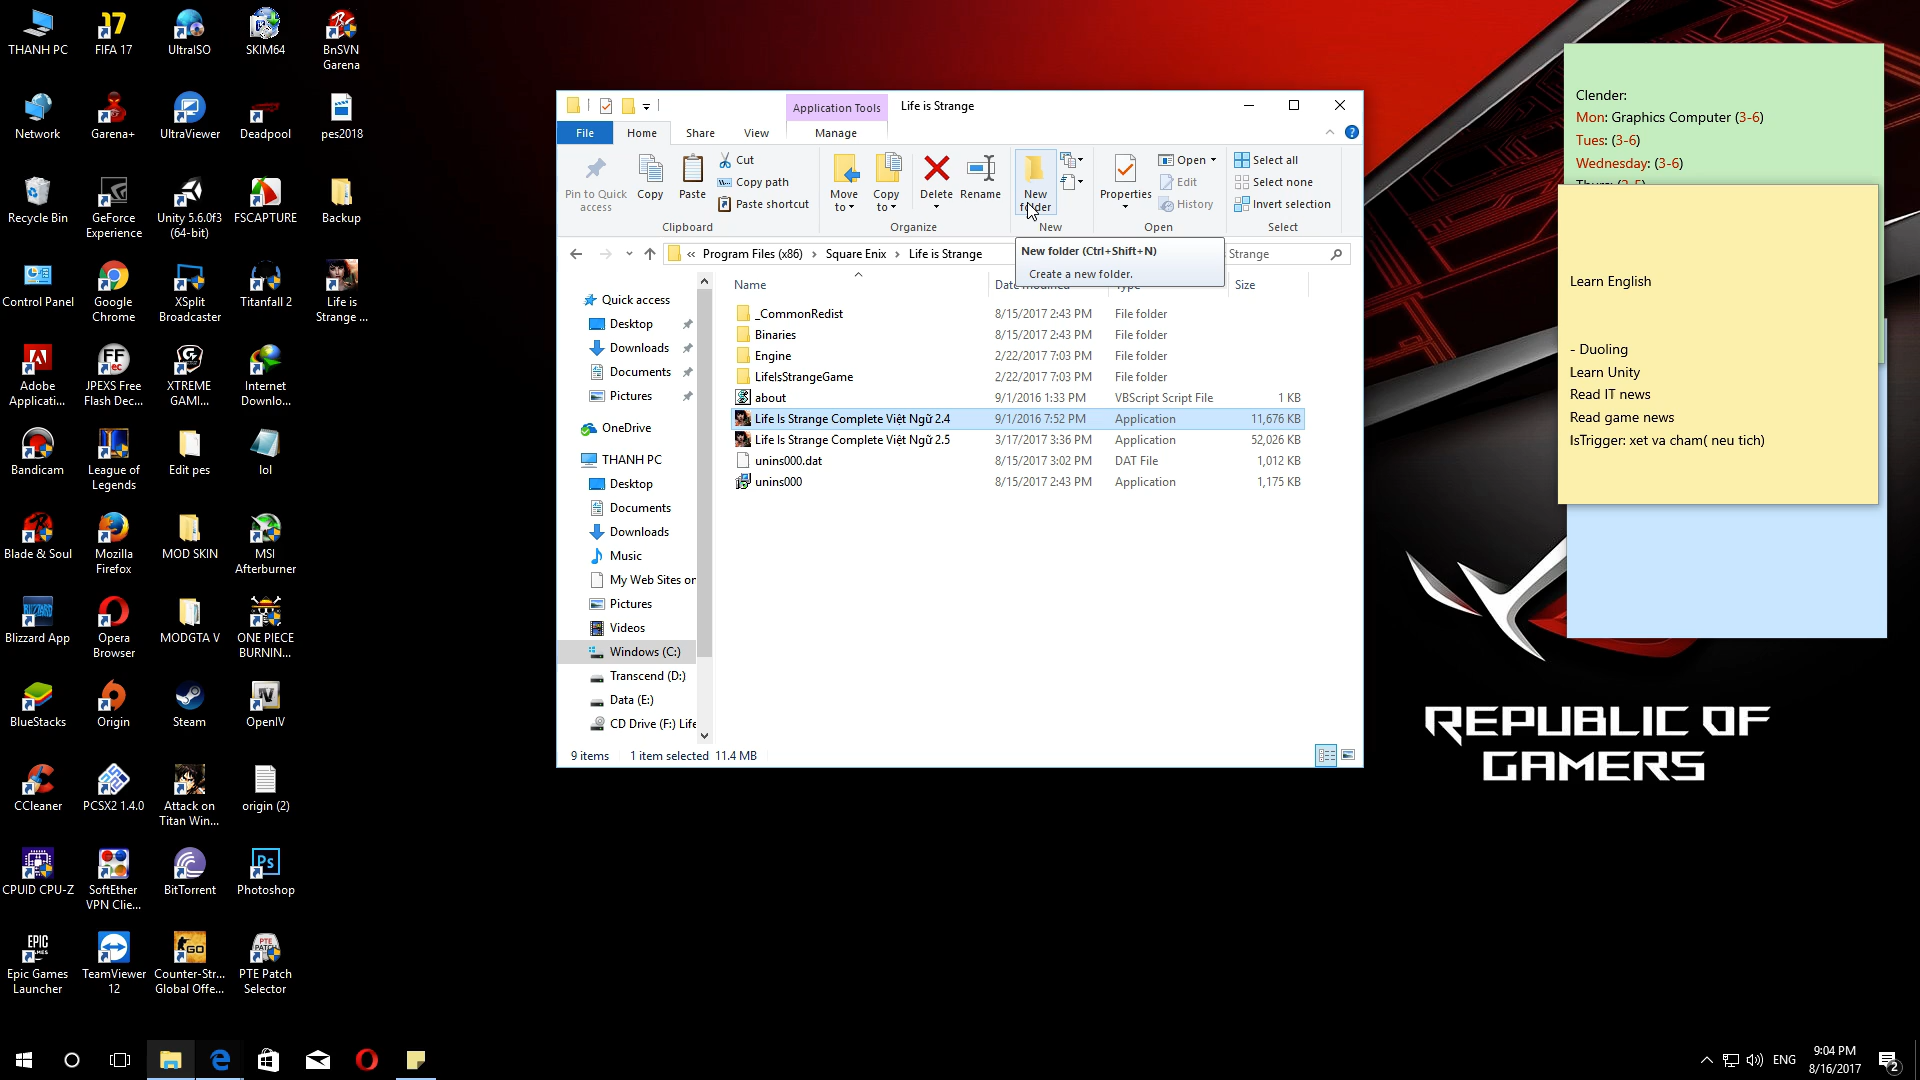 THANH PC
FIFA 17
UltraISO
SKIM64
BnSVN
Garena
Network
Garena+
UltraViewer
Deadpool
pes2018
Recycle Bin
GeForce
Experience
Unity 5.6.0f3
(64-bit)
FSCAPTURE
Backup
Control Panel
Google
Chrome
XSplit
Broadcaster
Titanfall 2
Life is
Strange ...
Adobe
Applicati...
JPEXS Free
Flash Dec...
XTREME
GAMI...
Internet
Downlo...
Bandicam
League of
Legends
Edit pes
lol
Blade & Soul
Mozilla
Firefox
MOD SKIN
MSI
Afterburner
Blizzard App
Opera
Browser
MODGTA V
ONE PIECE
BURNIN...
BlueStacks
Origin
Steam
OpenIV
CCleaner
PCSX2 1.4.0
Attack on
Titan Win...
origin (2)
CPUID CPU-Z
SoftEther
VPN Clie...
BitTorrent
Photoshop
Epic Games
Launcher
TeamViewer
12
Counter-Str...
Global Offe...
PTE Patch
Selector
Application Tools
Life is Strange
File
Home
Share
View
Manage
Pin to Quick
access
Copy
Paste
Cut
Copy path
Paste shortcut
Clipboard
Move
to
Copy
to
Delete
Rename
Organize
New
folder
New
Properties
Open
Edit
History
Open
Select all
Select none
Invert selection
Select
« Program Files (x86) › Square Enix › Life is Strange
Strange
New folder (Ctrl+Shift+N)
Create a new folder.
Name
Size
Quick access
Desktop
Downloads
Documents
Pictures
OneDrive
THANH PC
Desktop
Documents
Downloads
Music
My Web Sites on
Pictures
Videos
Windows (C:)
Transcend (D:)
Data (E:)
CD Drive (F:) Life
_CommonRedist 8/15/2017 2:43 PM File folder
Binaries 8/15/2017 2:43 PM File folder
Engine 2/22/2017 7:03 PM File folder
LifeIsStrangeGame 2/22/2017 7:03 PM File folder
about 9/1/2016 1:33 PM VBScript Script File 1 KB
Life Is Strange Complete Việt Ngữ 2.4 9/1/2016 7:52 PM Application 11,676 KB
Life Is Strange Complete Việt Ngữ 2.5 3/17/2017 3:36 PM Application 52,026 KB
unins000.dat 8/15/2017 3:02 PM DAT File 1,012 KB
unins000 8/15/2017 2:43 PM Application 1,175 KB
9 items 1 item selected 11.4 MB
Clender:
Mon: Graphics Computer (3-6)
Tues: (3-6)
Wednesday: (3-6)
Learn English
- Duoling
Learn Unity
Read IT news
Read game news
IsTrigger: xet va cham( neu tich)
REPUBLIC OF
GAMERS
ENG
9:04 PM
8/16/2017
2